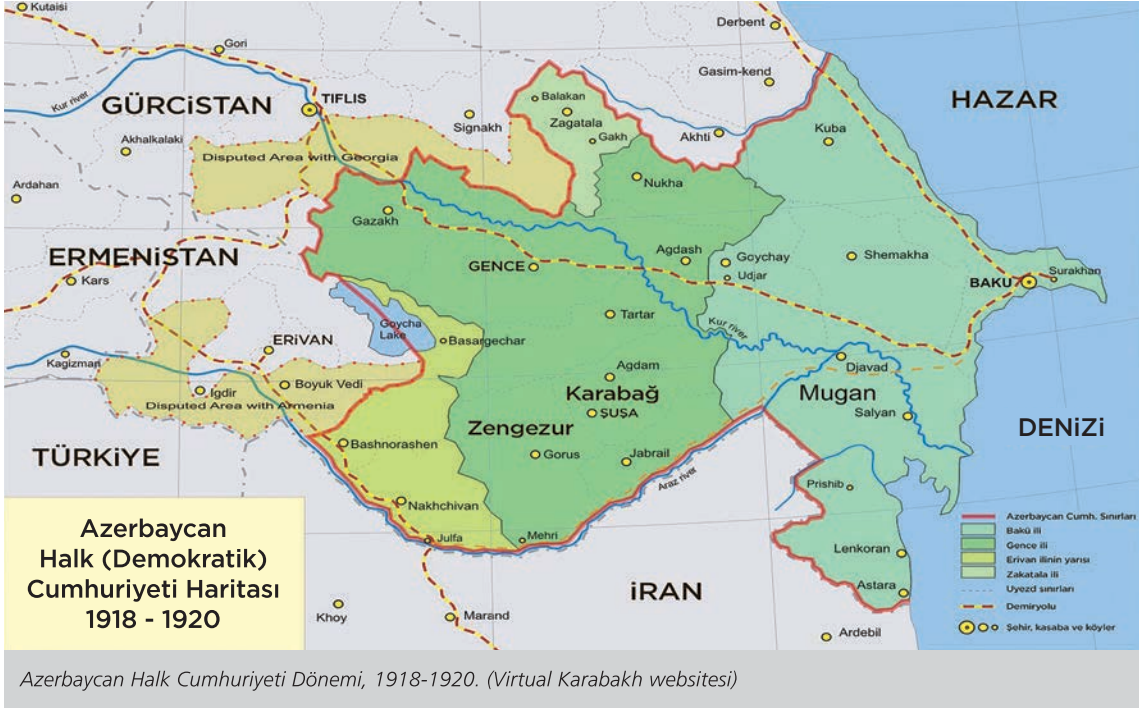 Kutaisi
Gori
Derbent
Gasim-kend
HAZAR
Kur river
GÜRCiSTAN
TIFLIS
Balakan
Zagatala
Gakh
Signakh
Akhti
Kuba
Akhalkalaki
Disputed Area with Georgia
Ardahan
Nukha
Gazakh
ERMENiSTAN
Kars
GENCE
Agdash
Goychay
Udjar
Shemakha
BAKU
Surakhan
Tartar
Kur river
Goycha
Lake
Basargechar
ERiVAN
Kagizman
Igdir
Boyuk Vedi
Disputed Area with Armenia
Agdam
Karabağ
ŞUŞA
Djavad
Mugan
Salyan
Zengezur
Gorus
Jabrail
DENiZi
TÜRKiYE
Bashnorashen
Araz river
Prishib
Nakhchivan
Julfa
Mehri
Lenkoran
Astara
iRAN
Khoy
Marand
Ardebil
Azerbaycan
Halk (Demokratik)
Cumhuriyeti Haritası
1918 - 1920
Azerbaycan Cumh. Sınırları
Bakü ili
Gence ili
Erivan ilinin yarısı
Zakatala ili
Uyezd sınırları
Demiryolu
Şehir, kasaba ve köyler
Azerbaycan Halk Cumhuriyeti Dönemi, 1918-1920. (Virtual Karabakh websitesi)